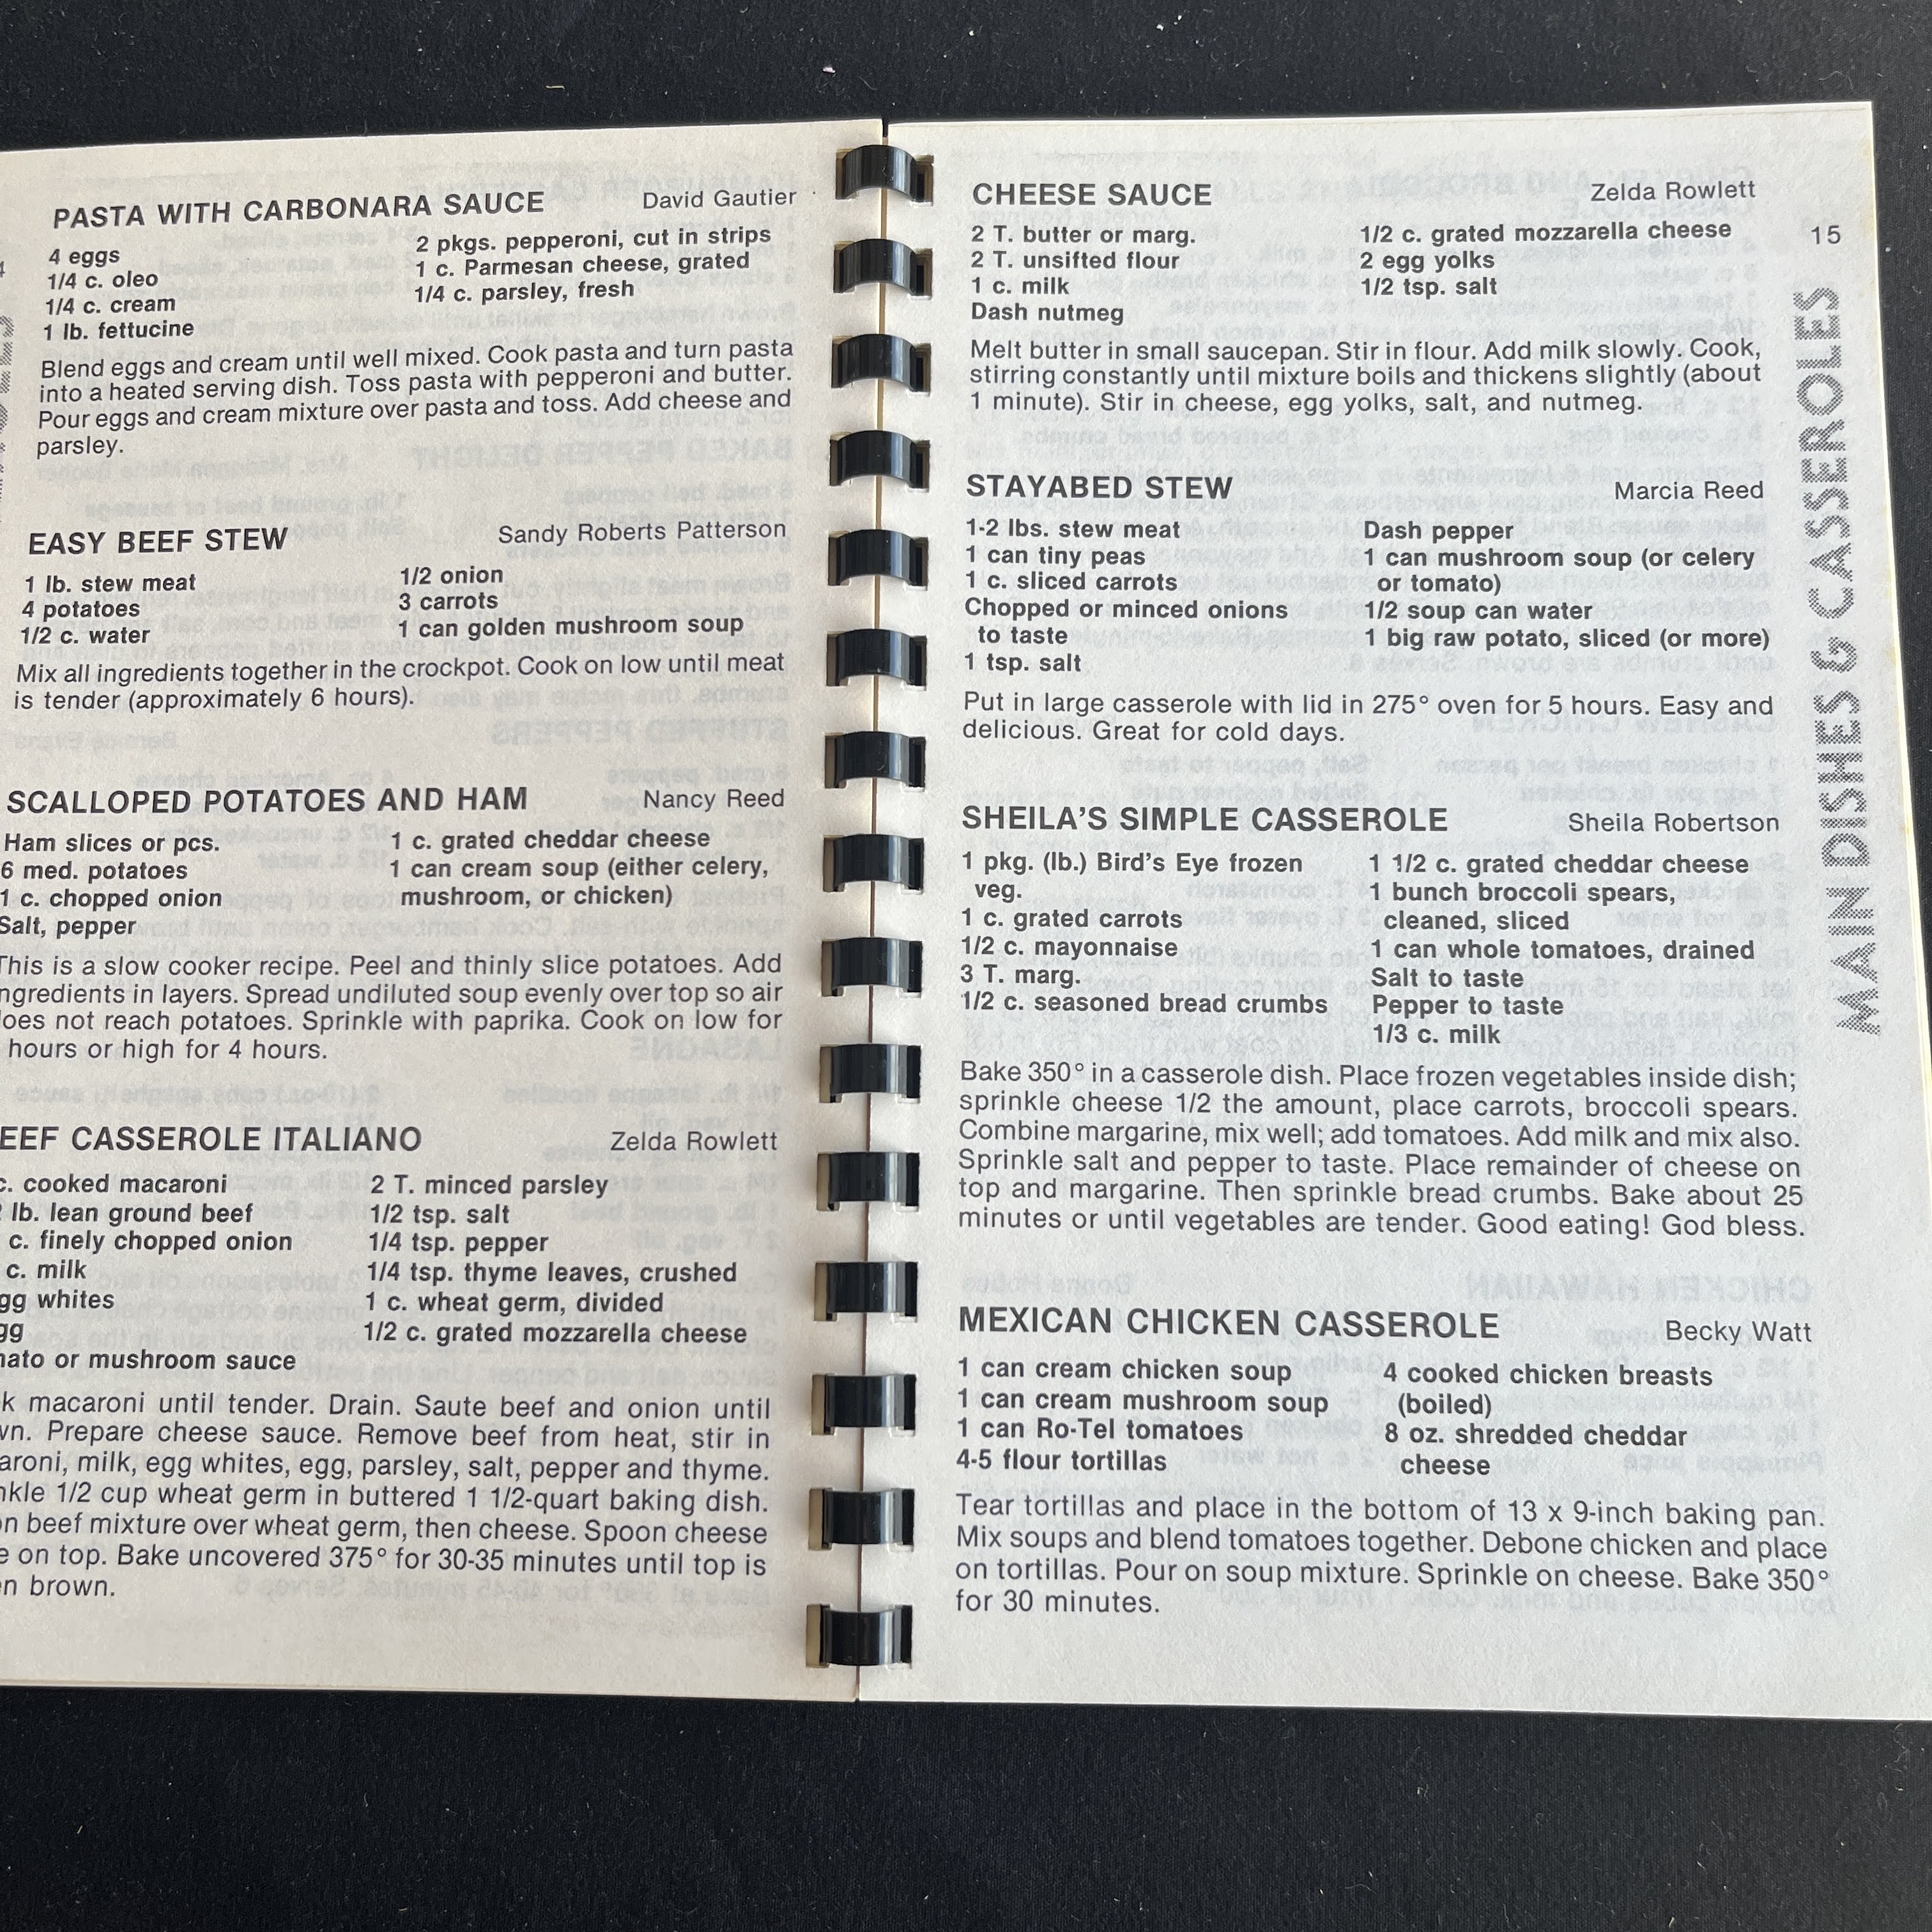 PASTA WITH CARBONARA SAUCE David Gautier
4 eggs
1/4 c. oleo
1/4 c. cream
1 lb. fettucine
2 pkgs. pepperoni, cut in strips
1 c. Parmesan cheese, grated
1/4 c. parsley, fresh
Blend eggs and cream until well mixed. Cook pasta and turn pasta
into a heated serving dish. Toss pasta with pepperoni and butter.
Pour eggs and cream mixture over pasta and toss. Add cheese and
parsley.
EASY BEEF STEW Sandy Roberts Patterson
1 lb. stew meat
4 potatoes
1/2 c. water
1/2 onion
3 carrots
1 can golden mushroom soup
Mix all ingredients together in the crockpot. Cook on low until meat
is tender (approximately 6 hours).
SCALLOPED POTATOES AND HAM Nancy Reed
Ham slices or pcs.
6 med. potatoes
1 c. chopped onion
Salt, pepper
1 c. grated cheddar cheese
1 can cream soup (either celery,
mushroom, or chicken)
This is a slow cooker recipe. Peel and thinly slice potatoes. Add
ngredients in layers. Spread undiluted soup evenly over top so air
oes not reach potatoes. Sprinkle with paprika. Cook on low for
hours or high for 4 hours.
EEF CASSEROLE ITALIANO Zelda Rowlett
c. cooked macaroni
lb. lean ground beef
c. finely chopped onion
c. milk
gg whites
gg
nato or mushroom sauce
2 T. minced parsley
1/2 tsp. salt
1/4 tsp. pepper
1/4 tsp. thyme leaves, crushed
1 c. wheat germ, divided
1/2 c. grated mozzarella cheese
k macaroni until tender. Drain. Saute beef and onion until
wn. Prepare cheese sauce. Remove beef from heat, stir in
aroni, milk, egg whites, egg, parsley, salt, pepper and thyme.
nkle 1/2 cup wheat germ in buttered 1 1/2-quart baking dish.
on beef mixture over wheat germ, then cheese. Spoon cheese
e on top. Bake uncovered 375° for 30-35 minutes until top is
en brown.
CHEESE SAUCE Zelda Rowlett
2 T. butter or marg.
2 T. unsifted flour
1 c. milk
Dash nutmeg
1/2 c. grated mozzarella cheese
2 egg yolks
1/2 tsp. salt
Melt butter in small saucepan. Stir in flour. Add milk slowly. Cook,
stirring constantly until mixture boils and thickens slightly (about
1 minute). Stir in cheese, egg yolks, salt, and nutmeg.
STAYABED STEW Marcia Reed
1-2 lbs. stew meat
1 can tiny peas
1 c. sliced carrots
Chopped or minced onions
to taste
1 tsp. salt
Dash pepper
1 can mushroom soup (or celery
or tomato)
1/2 soup can water
1 big raw potato, sliced (or more)
Put in large casserole with lid in 275° oven for 5 hours. Easy and
delicious. Great for cold days.
SHEILA'S SIMPLE CASSEROLE Sheila Robertson
1 pkg. (lb.) Bird's Eye frozen
veg.
1 c. grated carrots
1/2 c. mayonnaise
3 T. marg.
1/2 c. seasoned bread crumbs
1 1/2 c. grated cheddar cheese
1 bunch broccoli spears,
cleaned, sliced
1 can whole tomatoes, drained
Salt to taste
Pepper to taste
1/3 c. milk
Bake 350° in a casserole dish. Place frozen vegetables inside dish;
sprinkle cheese 1/2 the amount, place carrots, broccoli spears.
Combine margarine, mix well; add tomatoes. Add milk and mix also.
Sprinkle salt and pepper to taste. Place remainder of cheese on
top and margarine. Then sprinkle bread crumbs. Bake about 25
minutes or until vegetables are tender. Good eating! God bless.
MEXICAN CHICKEN CASSEROLE Becky Watt
1 can cream chicken soup
1 can cream mushroom soup
1 can Ro-Tel tomatoes
4-5 flour tortillas
4 cooked chicken breasts
(boiled)
8 oz. shredded cheddar
cheese
Tear tortillas and place in the bottom of 13 x 9-inch baking pan.
Mix soups and blend tomatoes together. Debone chicken and place
on tortillas. Pour on soup mixture. Sprinkle on cheese. Bake 350°
for 30 minutes.
15
MAIN DISHES & CASSEROLES